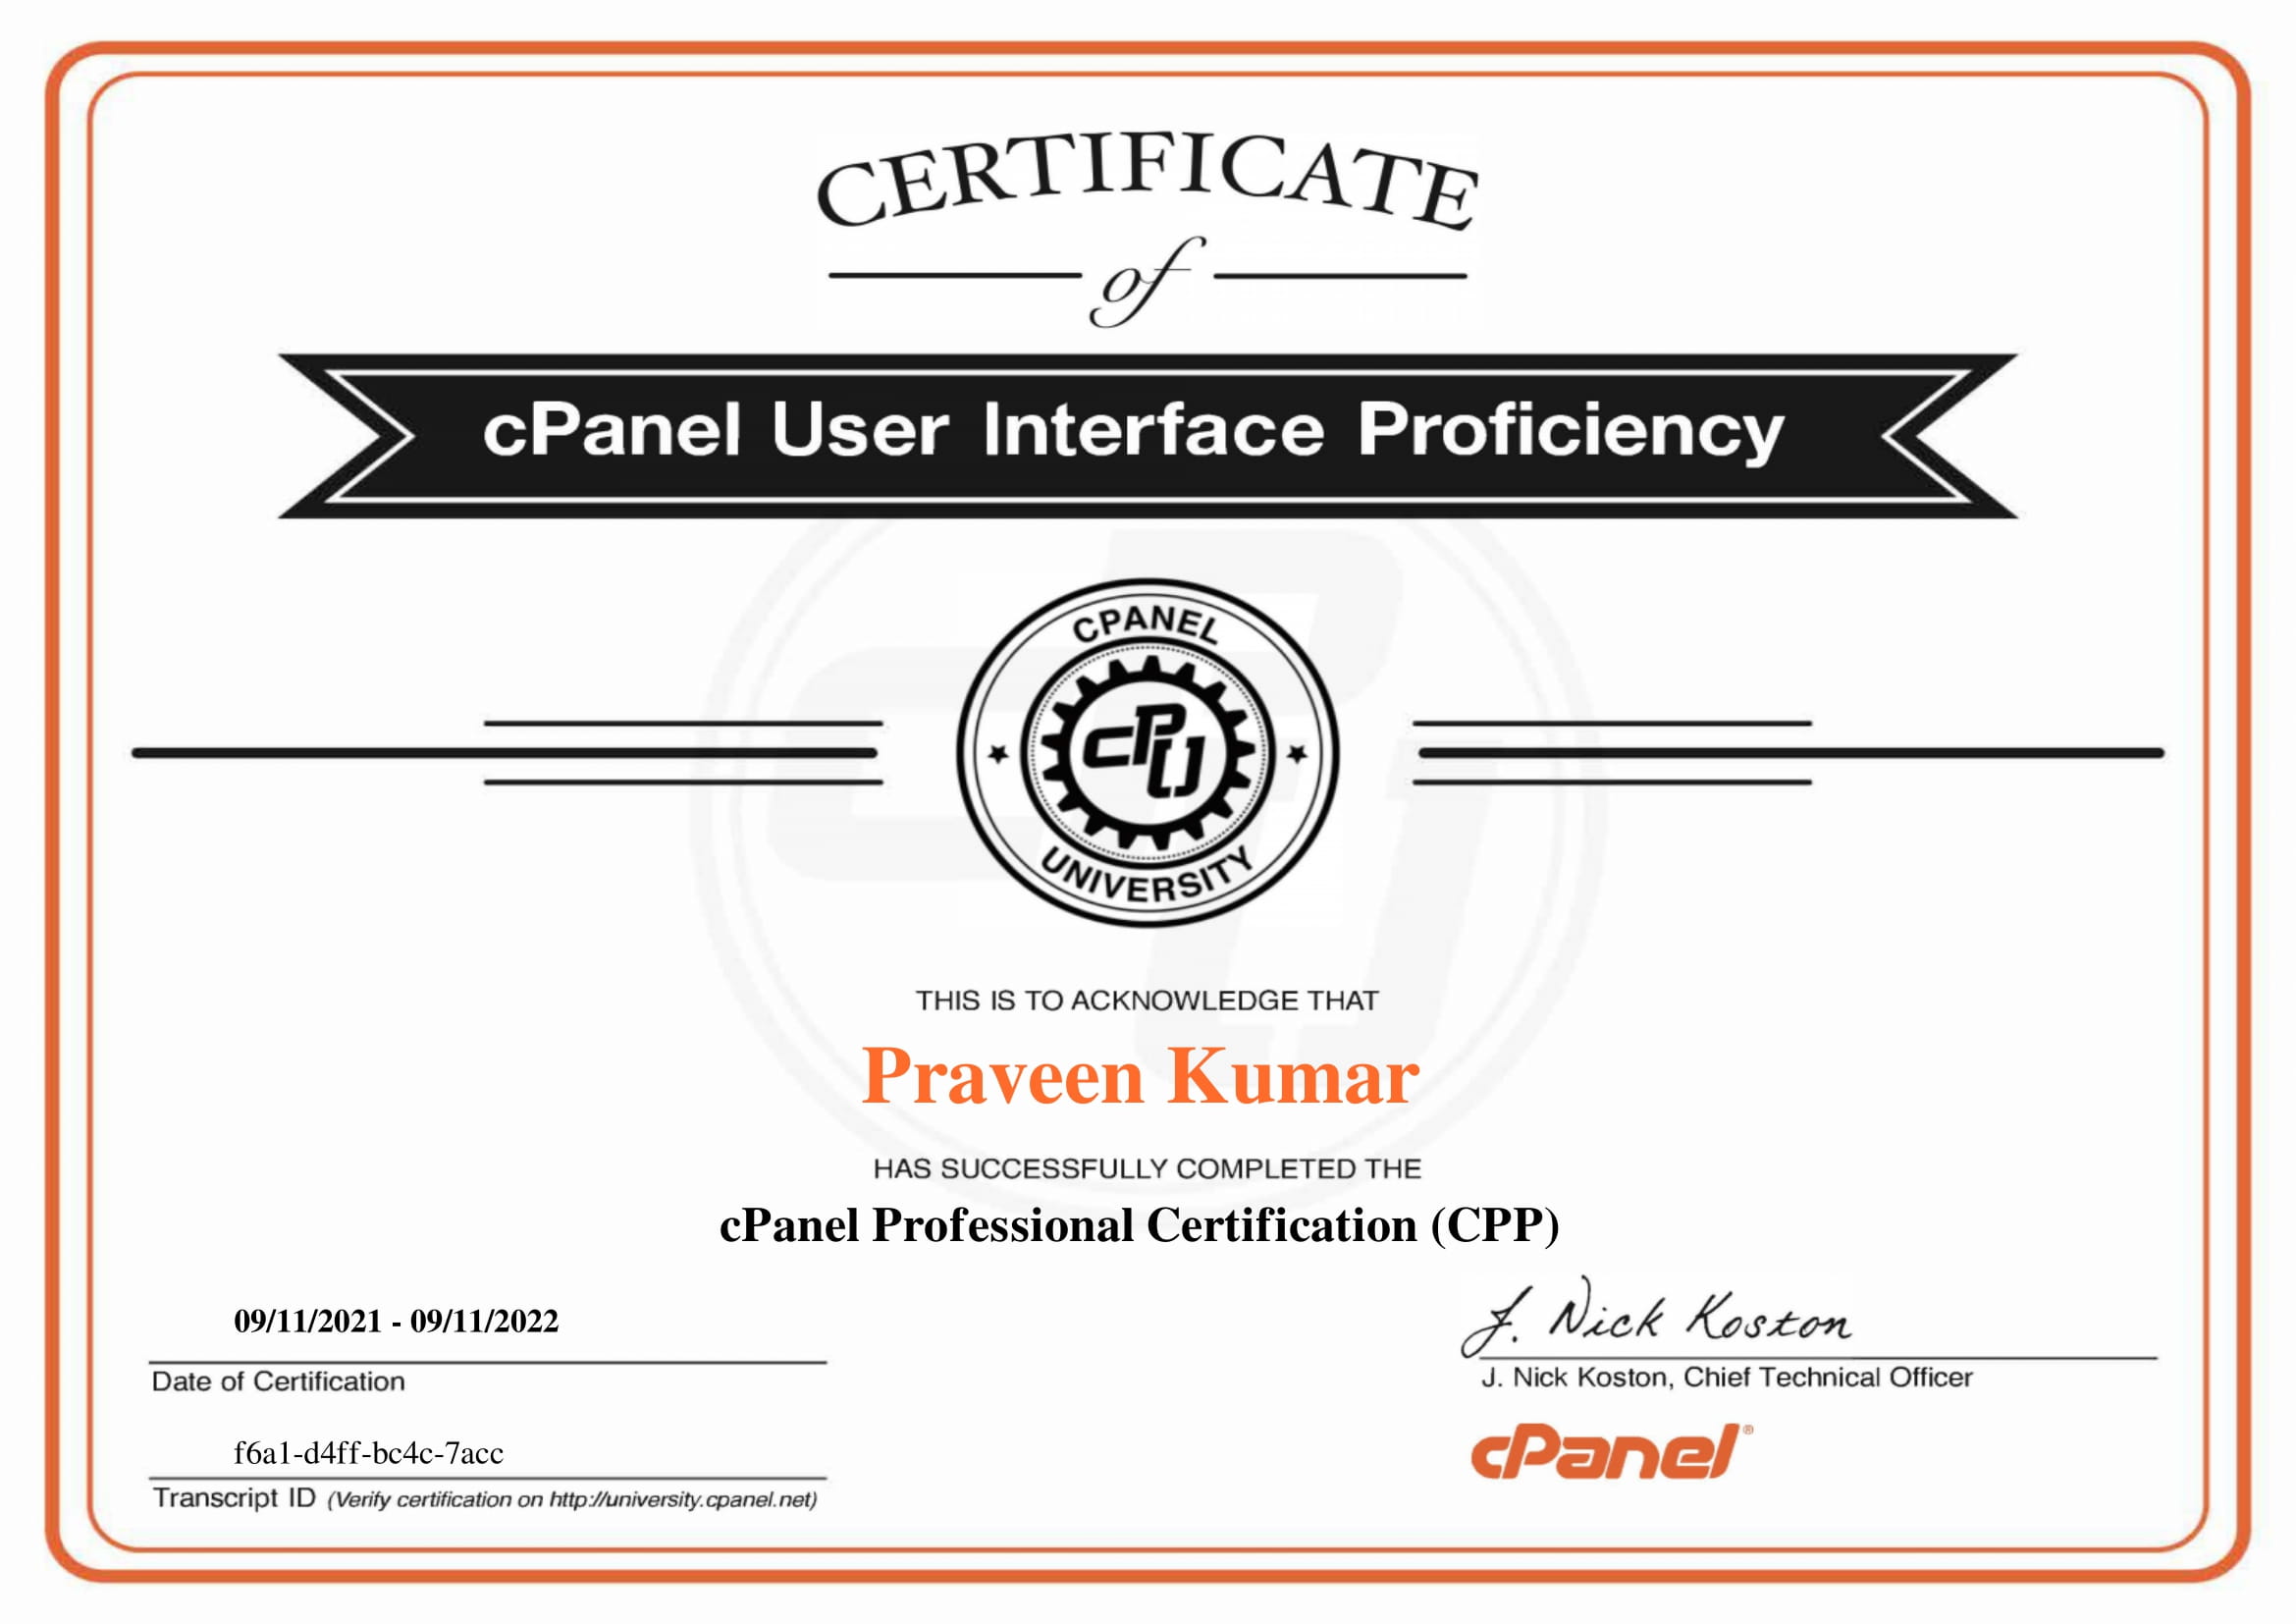 CERTIFICATE
of
cPanel User Interface Proficiency
CPANEL
cPU
UNIVERSITY
THIS IS TO ACKNOWLEDGE THAT
Praveen Kumar
HAS SUCCESSFULLY COMPLETED THE
cPanel Professional Certification (CPP)
09/11/2021 - 09/11/2022
Date of Certification
f6a1-d4ff-bc4c-7acc
Transcript ID (Verify certification on http://university.cpanel.net)
J. Nick Koston
J. Nick Koston, Chief Technical Officer
cPanel®